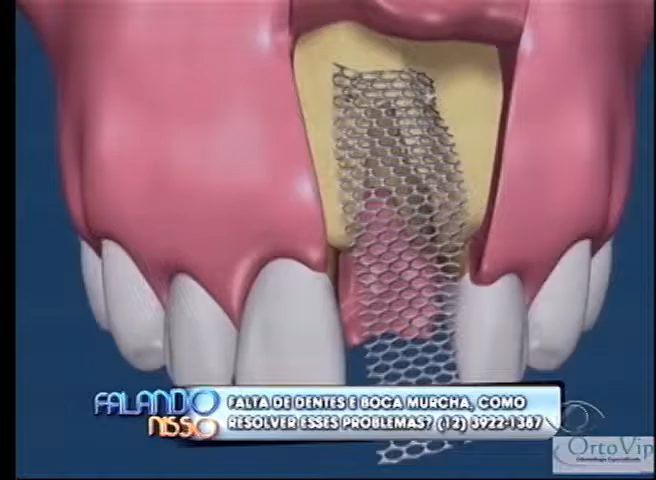 FALANDO
NISSO
FALTA DE DENTES E BOCA MURCHA, COMO
RESOLVER ESSES PROBLEMAS? (12) 3922-1387
OrtoVip